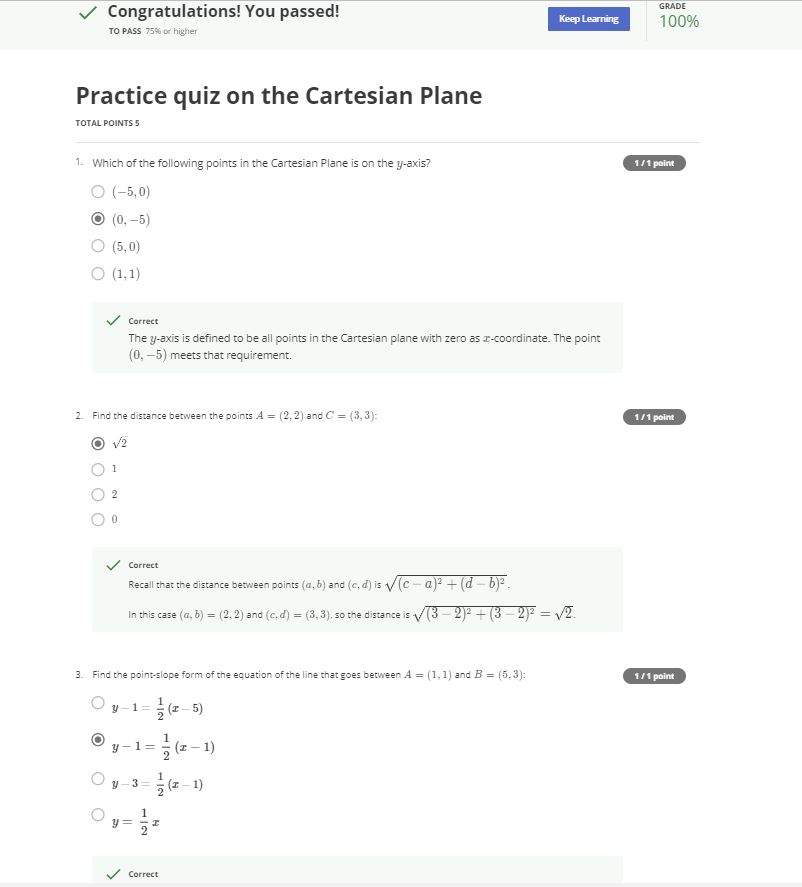 Congratulations! You passed!
TO PASS 75% or higher
Keep Learning
GRADE
100%
Practice quiz on the Cartesian Plane
TOTAL POINTS 5
1. Which of the following points in the Cartesian Plane is on the y-axis?
1 / 1 point
(−5, 0)
(0, −5)
(5, 0)
(1, 1)
Correct
The y-axis is defined to be all points in the Cartesian plane with zero as x-coordinate. The point
(0, −5) meets that requirement.
2. Find the distance between the points A = (2, 2) and C = (3, 3):
1 / 1 point
√2
1
2
0
Correct
Recall that the distance between points (a, b) and (c, d) is √((c − a)² + (d − b)²).
In this case (a, b) = (2, 2) and (c, d) = (3, 3), so the distance is √((3 − 2)² + (3 − 2)²) = √2.
3. Find the point-slope form of the equation of the line that goes between A = (1, 1) and B = (5, 3):
1 / 1 point
y − 1 = 1/2 (x − 5)
y − 1 = 1/2 (x − 1)
y − 3 = 1/2 (x − 1)
y = 1/2 x
Correct